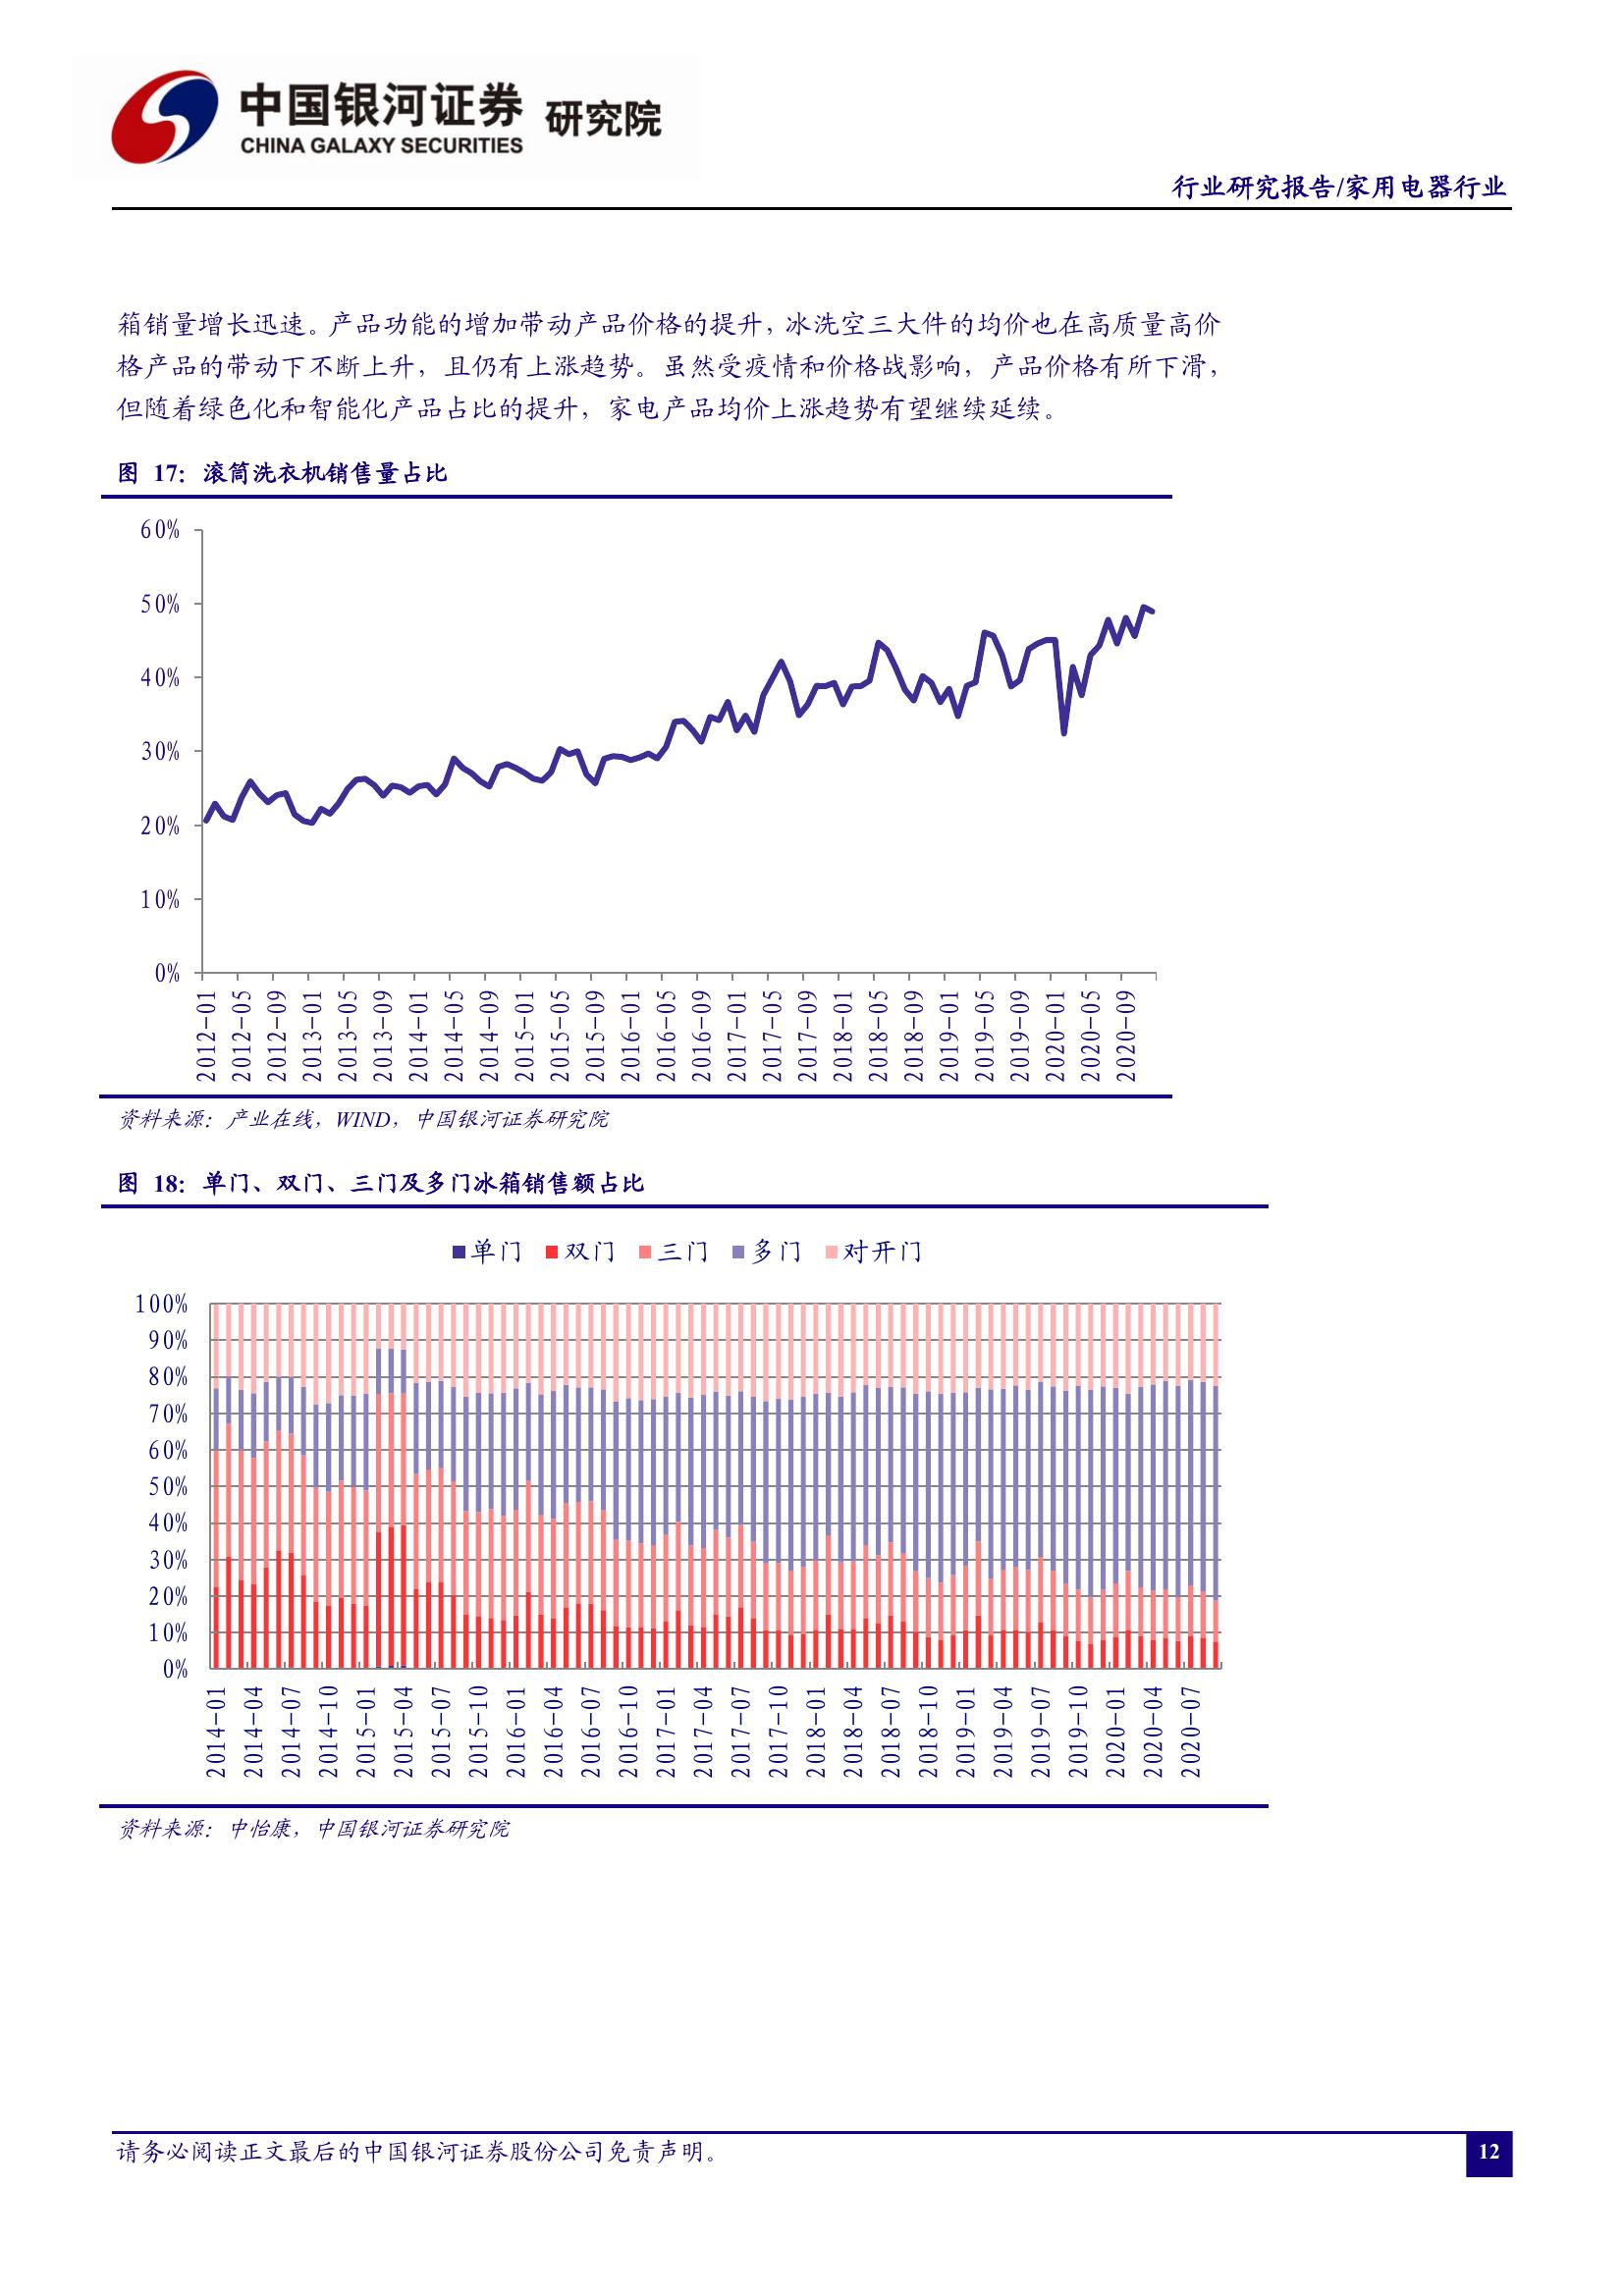 中国银河证券 研究院
CHINA GALAXY SECURITIES
行业研究报告/家用电器行业
箱销量增长迅速。产品功能的增加带动产品价格的提升，冰洗空三大件的均价也在高质量高价
格产品的带动下不断上升，且仍有上涨趋势。虽然受疫情和价格战影响，产品价格有所下滑，
但随着绿色化和智能化产品占比的提升，家电产品均价上涨趋势有望继续延续。
图 17：滚筒洗衣机销售量占比
60%
50%
40%
30%
20%
10%
0%
2012-01 2012-05 2012-09 2013-01 2013-05 2013-09 2014-01 2014-05 2014-09 2015-01 2015-05 2015-09 2016-01 2016-05 2016-09 2017-01 2017-05 2017-09 2018-01 2018-05 2018-09 2019-01 2019-05 2019-09 2020-01 2020-05 2020-09
资料来源：产业在线，WIND，中国银河证券研究院
图 18：单门、双门、三门及多门冰箱销售额占比
单门 双门 三门 多门 对开门
100%
90%
80%
70%
60%
50%
40%
30%
20%
10%
0%
2014-01 2014-04 2014-07 2014-10 2015-01 2015-04 2015-07 2015-10 2016-01 2016-04 2016-07 2016-10 2017-01 2017-04 2017-07 2017-10 2018-01 2018-04 2018-07 2018-10 2019-01 2019-04 2019-07 2019-10 2020-01 2020-04 2020-07
资料来源：中怡康，中国银河证券研究院
请务必阅读正文最后的中国银河证券股份公司免责声明。
12